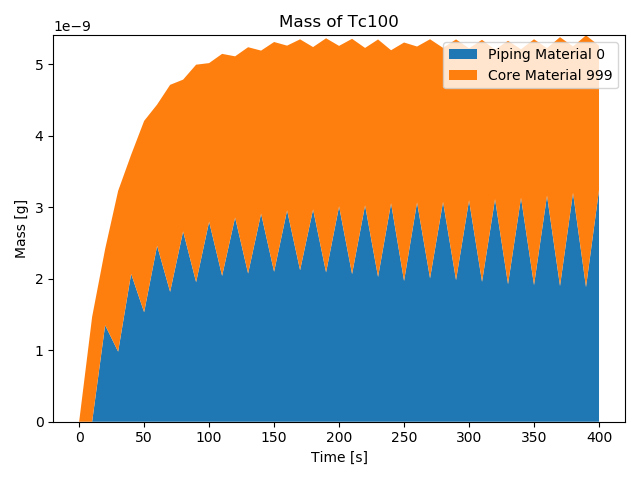 Mass of Tc100
1e−9
Piping Material 0
Core Material 999
5
4
3
2
1
0
Mass [g]
0 50 100 150 200 250 300 350 400
Time [s]